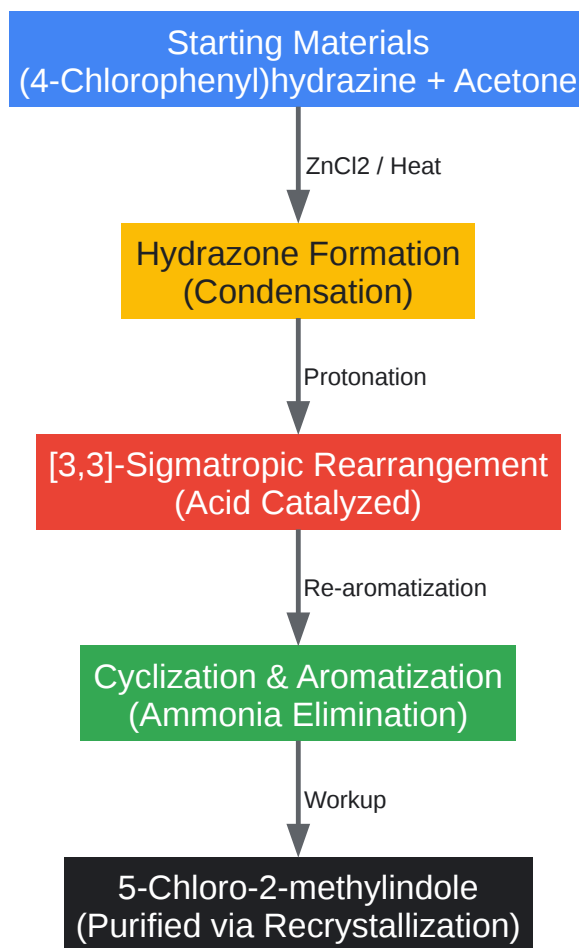 Starting Materials
(4-Chlorophenyl)hydrazine + Acetone
ZnCl2 / Heat
Hydrazone Formation
(Condensation)
Protonation
[3,3]-Sigmatropic Rearrangement
(Acid Catalyzed)
Re-aromatization
Cyclization & Aromatization
(Ammonia Elimination)
Workup
5-Chloro-2-methylindole
(Purified via Recrystallization)